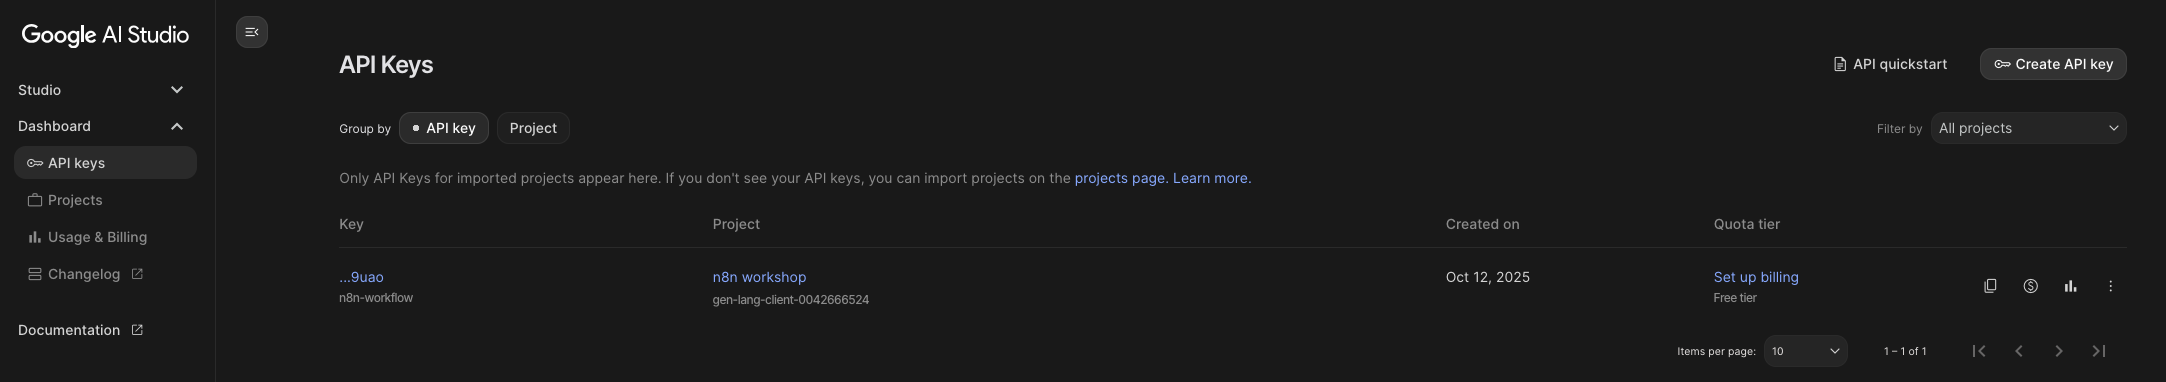 Google AI Studio
Studio
Dashboard
API keys
Projects
Usage & Billing
Changelog
Documentation
API Keys
API quickstart
Create API key
Group by
API key
Project
Filter by
All projects
Only API Keys for imported projects appear here. If you don't see your API keys, you can import projects on the projects page. Learn more.
Key Project Created on Quota tier
...9uao n8n workshop Oct 12, 2025 Set up billing
n8n-workflow gen-lang-client-0042666524 Free tier
Items per page: 10 1 – 1 of 1